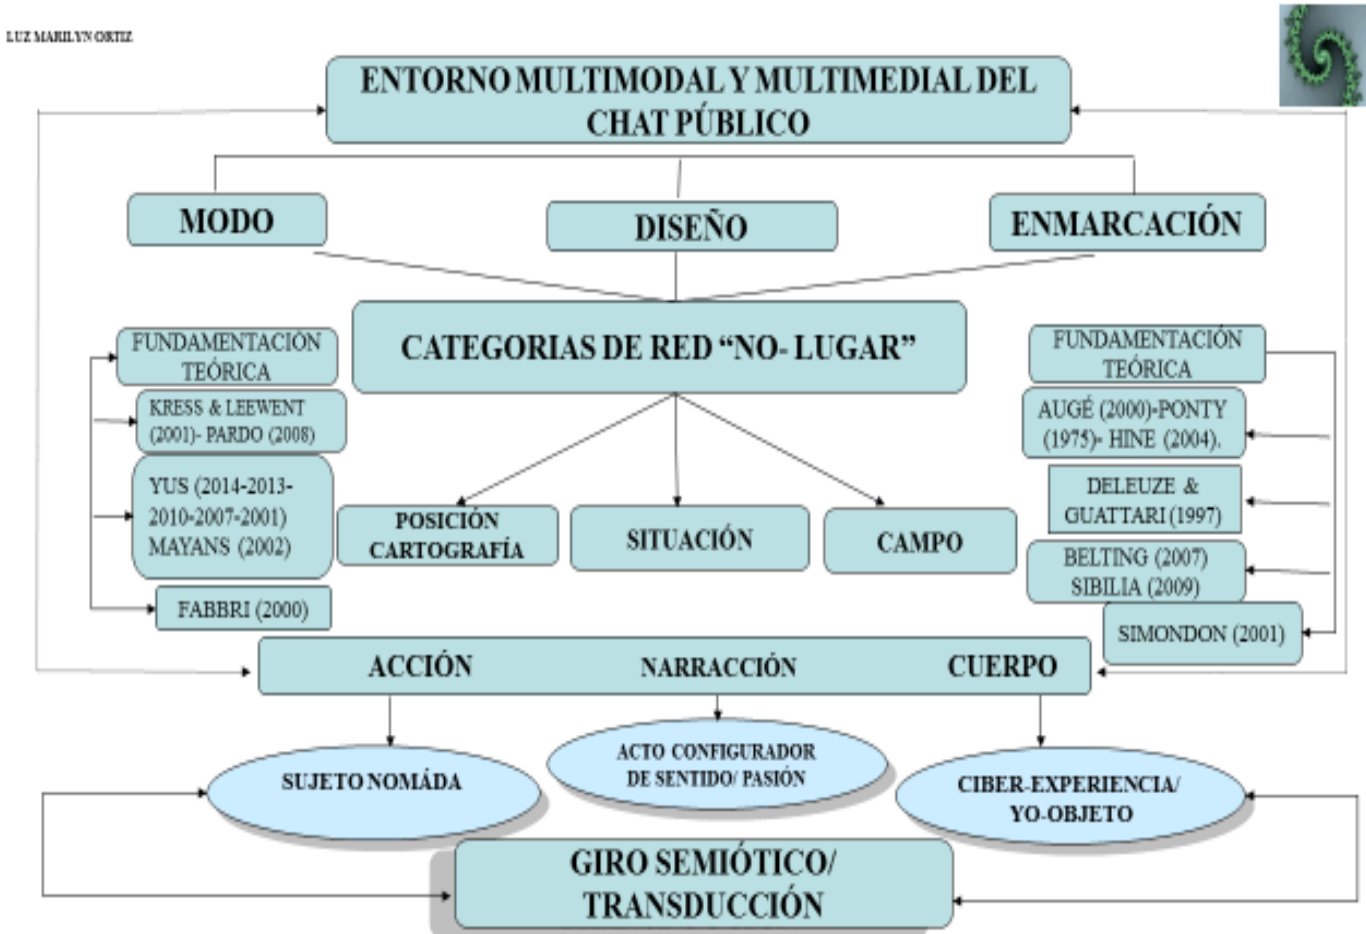 LUZ MARILYN ORTIZ
ENTORNO MULTIMODAL Y MULTIMEDIAL DEL
CHAT PÚBLICO
MODO
DISEÑO
ENMARCACIÓN
CATEGORIAS DE RED “NO- LUGAR”
FUNDAMENTACIÓN
TEÓRICA
KRESS & LEEWENT
(2001)- PARDO (2008)
YUS (2014-2013-
2010-2007-2001)
MAYANS (2002)
FABBRI (2000)
POSICIÓN
CARTOGRAFÍA
SITUACIÓN
CAMPO
FUNDAMENTACIÓN
TEÓRICA
AUGÉ (2000)-PONTY
(1975)- HINE (2004).
DELEUZE &
GUATTARI (1997)
BELTING (2007)
SIBILIA (2009)
SIMONDON (2001)
ACCIÓN
NARRACCIÓN
CUERPO
SUJETO NOMÁDA
ACTO CONFIGURADOR
DE SENTIDO/ PASIÓN
CIBER-EXPERIENCIA/
YO-OBJETO
GIRO SEMIÓTICO/
TRANSDUCCIÓN